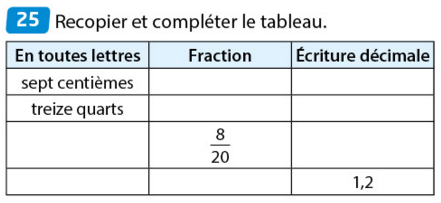 25 Recopier et compléter le tableau.
En toutes lettres Fraction Écriture décimale
sept centièmes
treize quarts
8
20
1,2